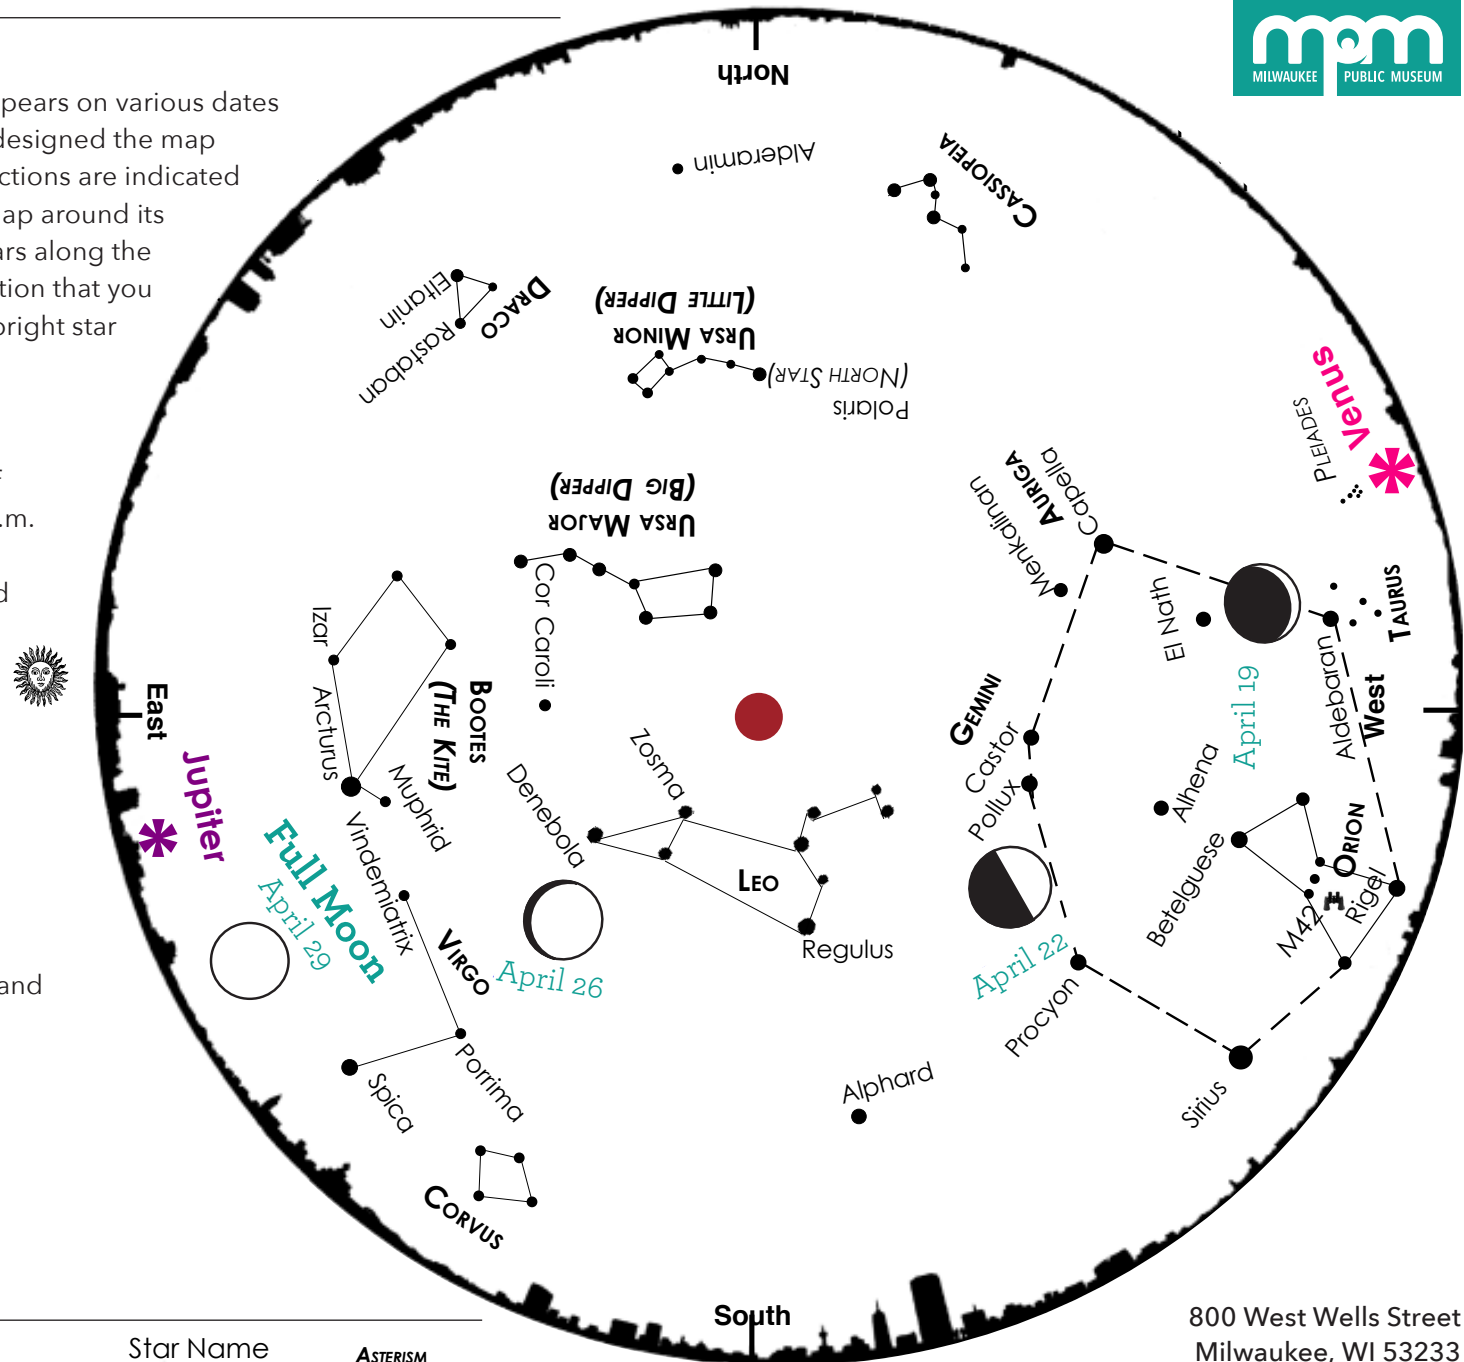 mpm
MILWAUKEE PUBLIC MUSEUM
pears on various dates
designed the map
ctions are indicated
ap around its
ars along the
tion that you
bright star
.m.
d
and
North
Alderamin
CASSIOPEIA
DRACO
Eltanin
Rastaban
URSA MINOR
(LITTLE DIPPER)
Polaris
(NORTH STAR)
URSA MAJOR
(BIG DIPPER)
Cor Caroli
Venus
PLEIADES
AURIGA
Capella
Menkalinan
El Nath
TAURUS
Aldebaran
April 19
West
East
Jupiter
Izar
Arcturus
BOOTES
(THE KITE)
Muphrid
GEMINI
Castor
Pollux
Alhena
Zosma
Denebola
LEO
Regulus
Betelguese
ORION
M42
Rigel
Full Moon
April 29
Vindemiatrix
VIRGO
April 26
April 22
Procyon
Porrima
Spica
Alphard
Sirius
CORVUS
South
Star Name
ASTERISM
800 West Wells Street
Milwaukee, WI 53233